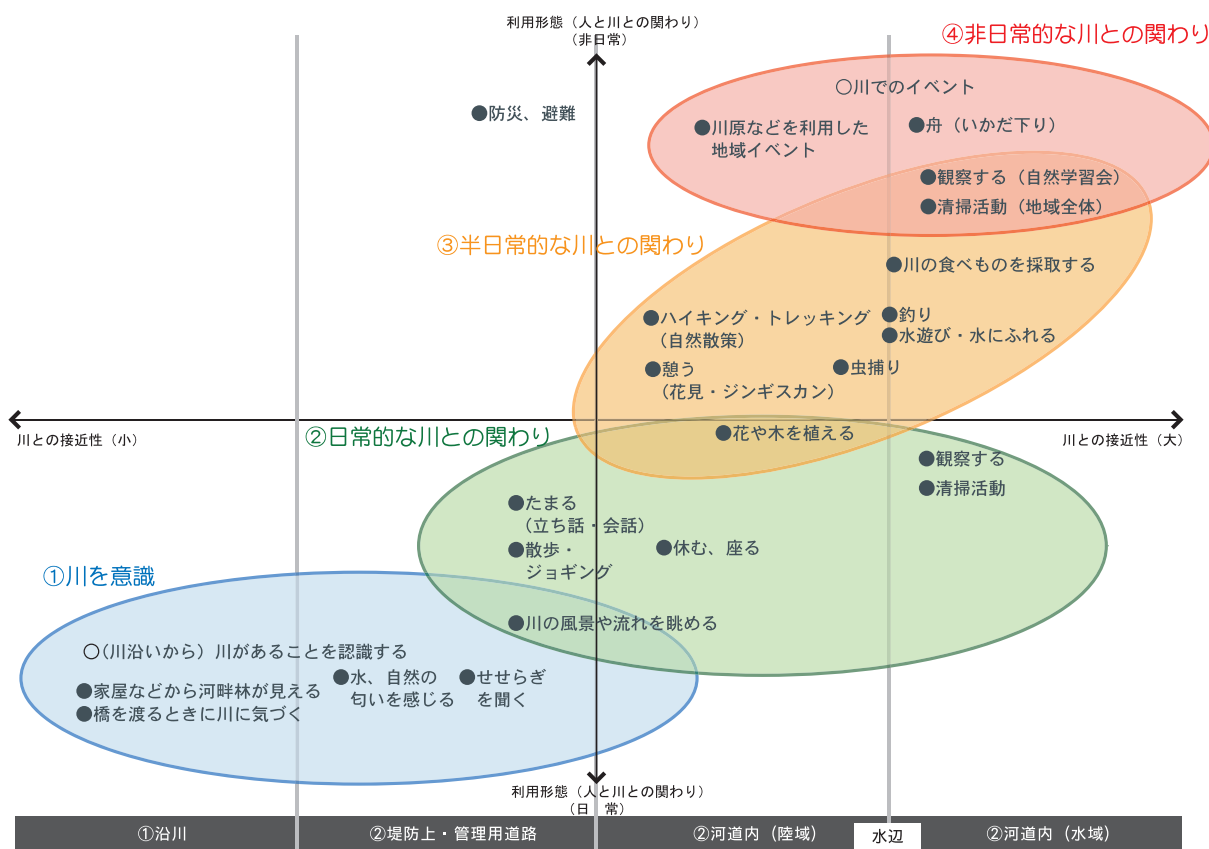 利用形態（人と川との関わり）
（非日常）
④非日常的な川との関わり
○川でのイベント
●防災、避難
●川原などを利用した
地域イベント
●舟（いかだ下り）
●観察する（自然学習会）
●清掃活動（地域全体）
③半日常的な川との関わり
●川の食べものを採取する
●ハイキング・トレッキング
（自然散策）
●釣り
●水遊び・水にふれる
●憩う
（花見・ジンギスカン）
●虫捕り
川との接近性（小）
川との接近性（大）
②日常的な川との関わり
●花や木を植える
●観察する
●清掃活動
●たまる
（立ち話・会話）
●散歩・
ジョギング
●休む、座る
①川を意識
●川の風景や流れを眺める
○（川沿いから）川があることを認識する
●家屋などから河畔林が見える
●橋を渡るときに川に気づく
●水、自然の
匂いを感じる
●せせらぎ
を聞く
利用形態（人と川との関わり）
（日　常）
①沿川
②堤防上・管理用道路
②河道内（陸域）
水辺
②河道内（水域）